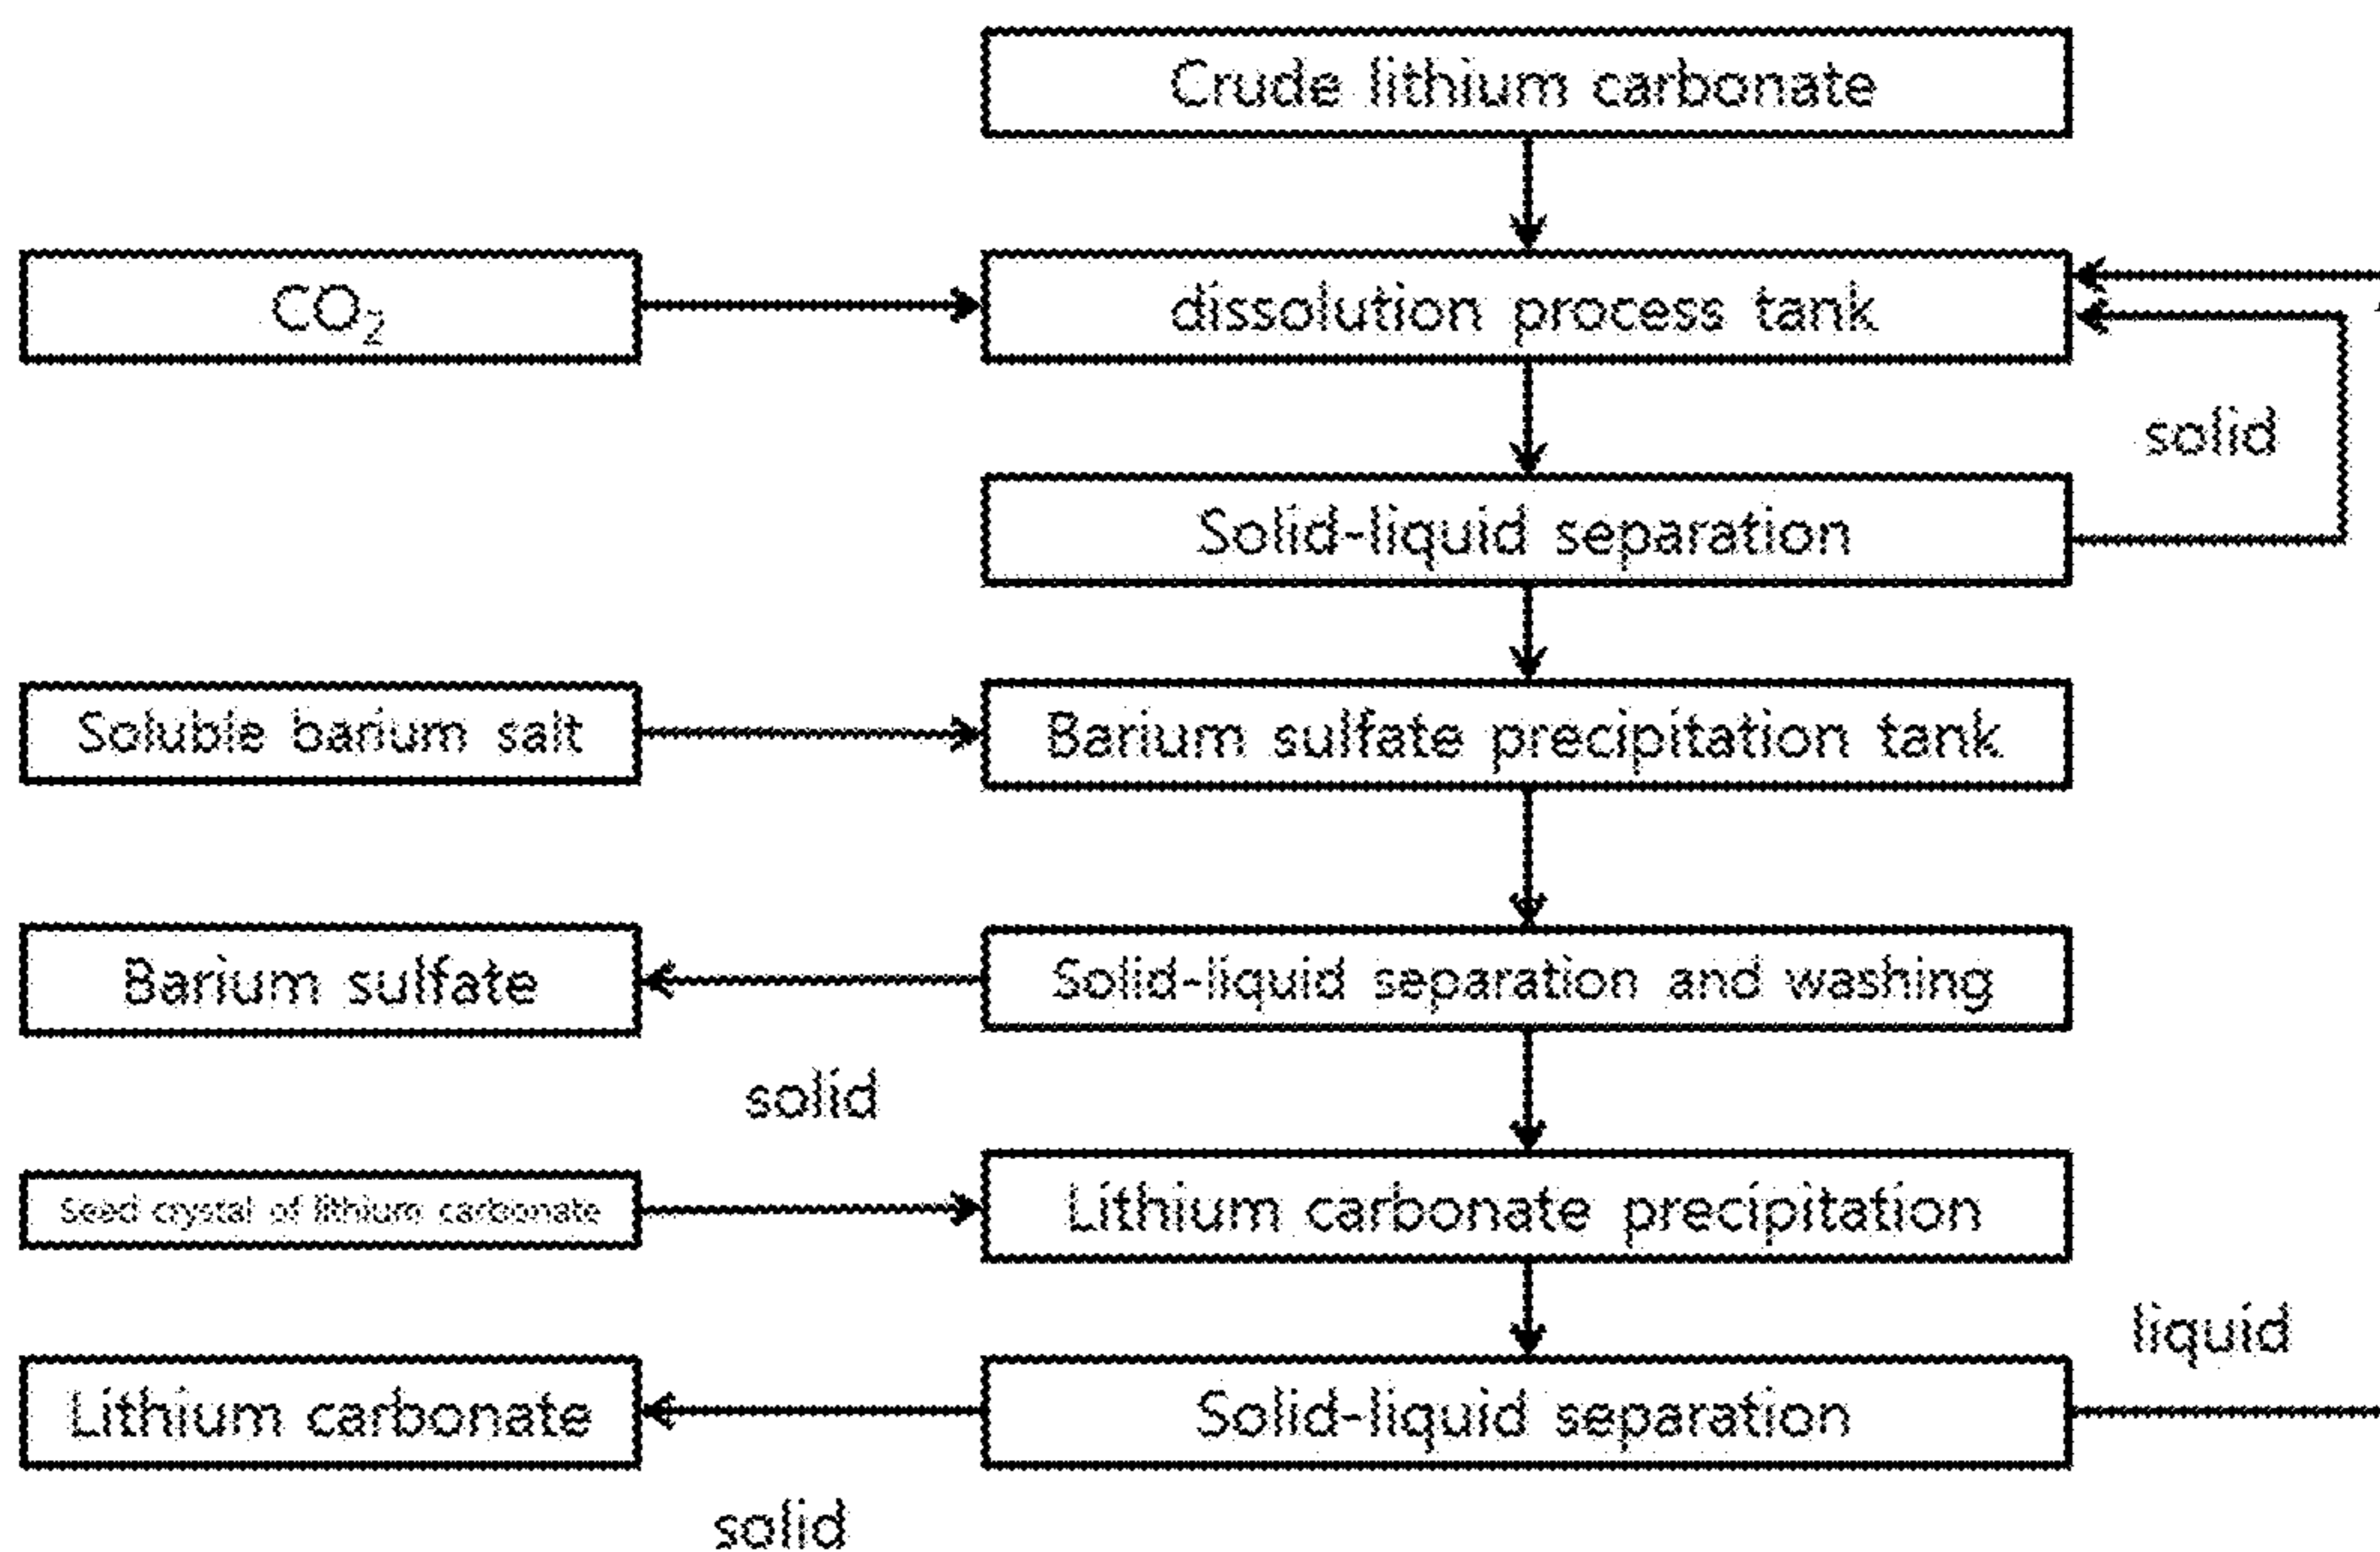 Crude lithium carbonate
CO₂
dissolution process tank
solid
Solid-liquid separation
Soluble barium salt
Barium sulfate precipitation tank
Barium sulfate
Solid-liquid separation and washing
solid
Seed crystal of lithium carbonate
Lithium carbonate precipitation
liquid
Lithium carbonate
Solid-liquid separation
solid